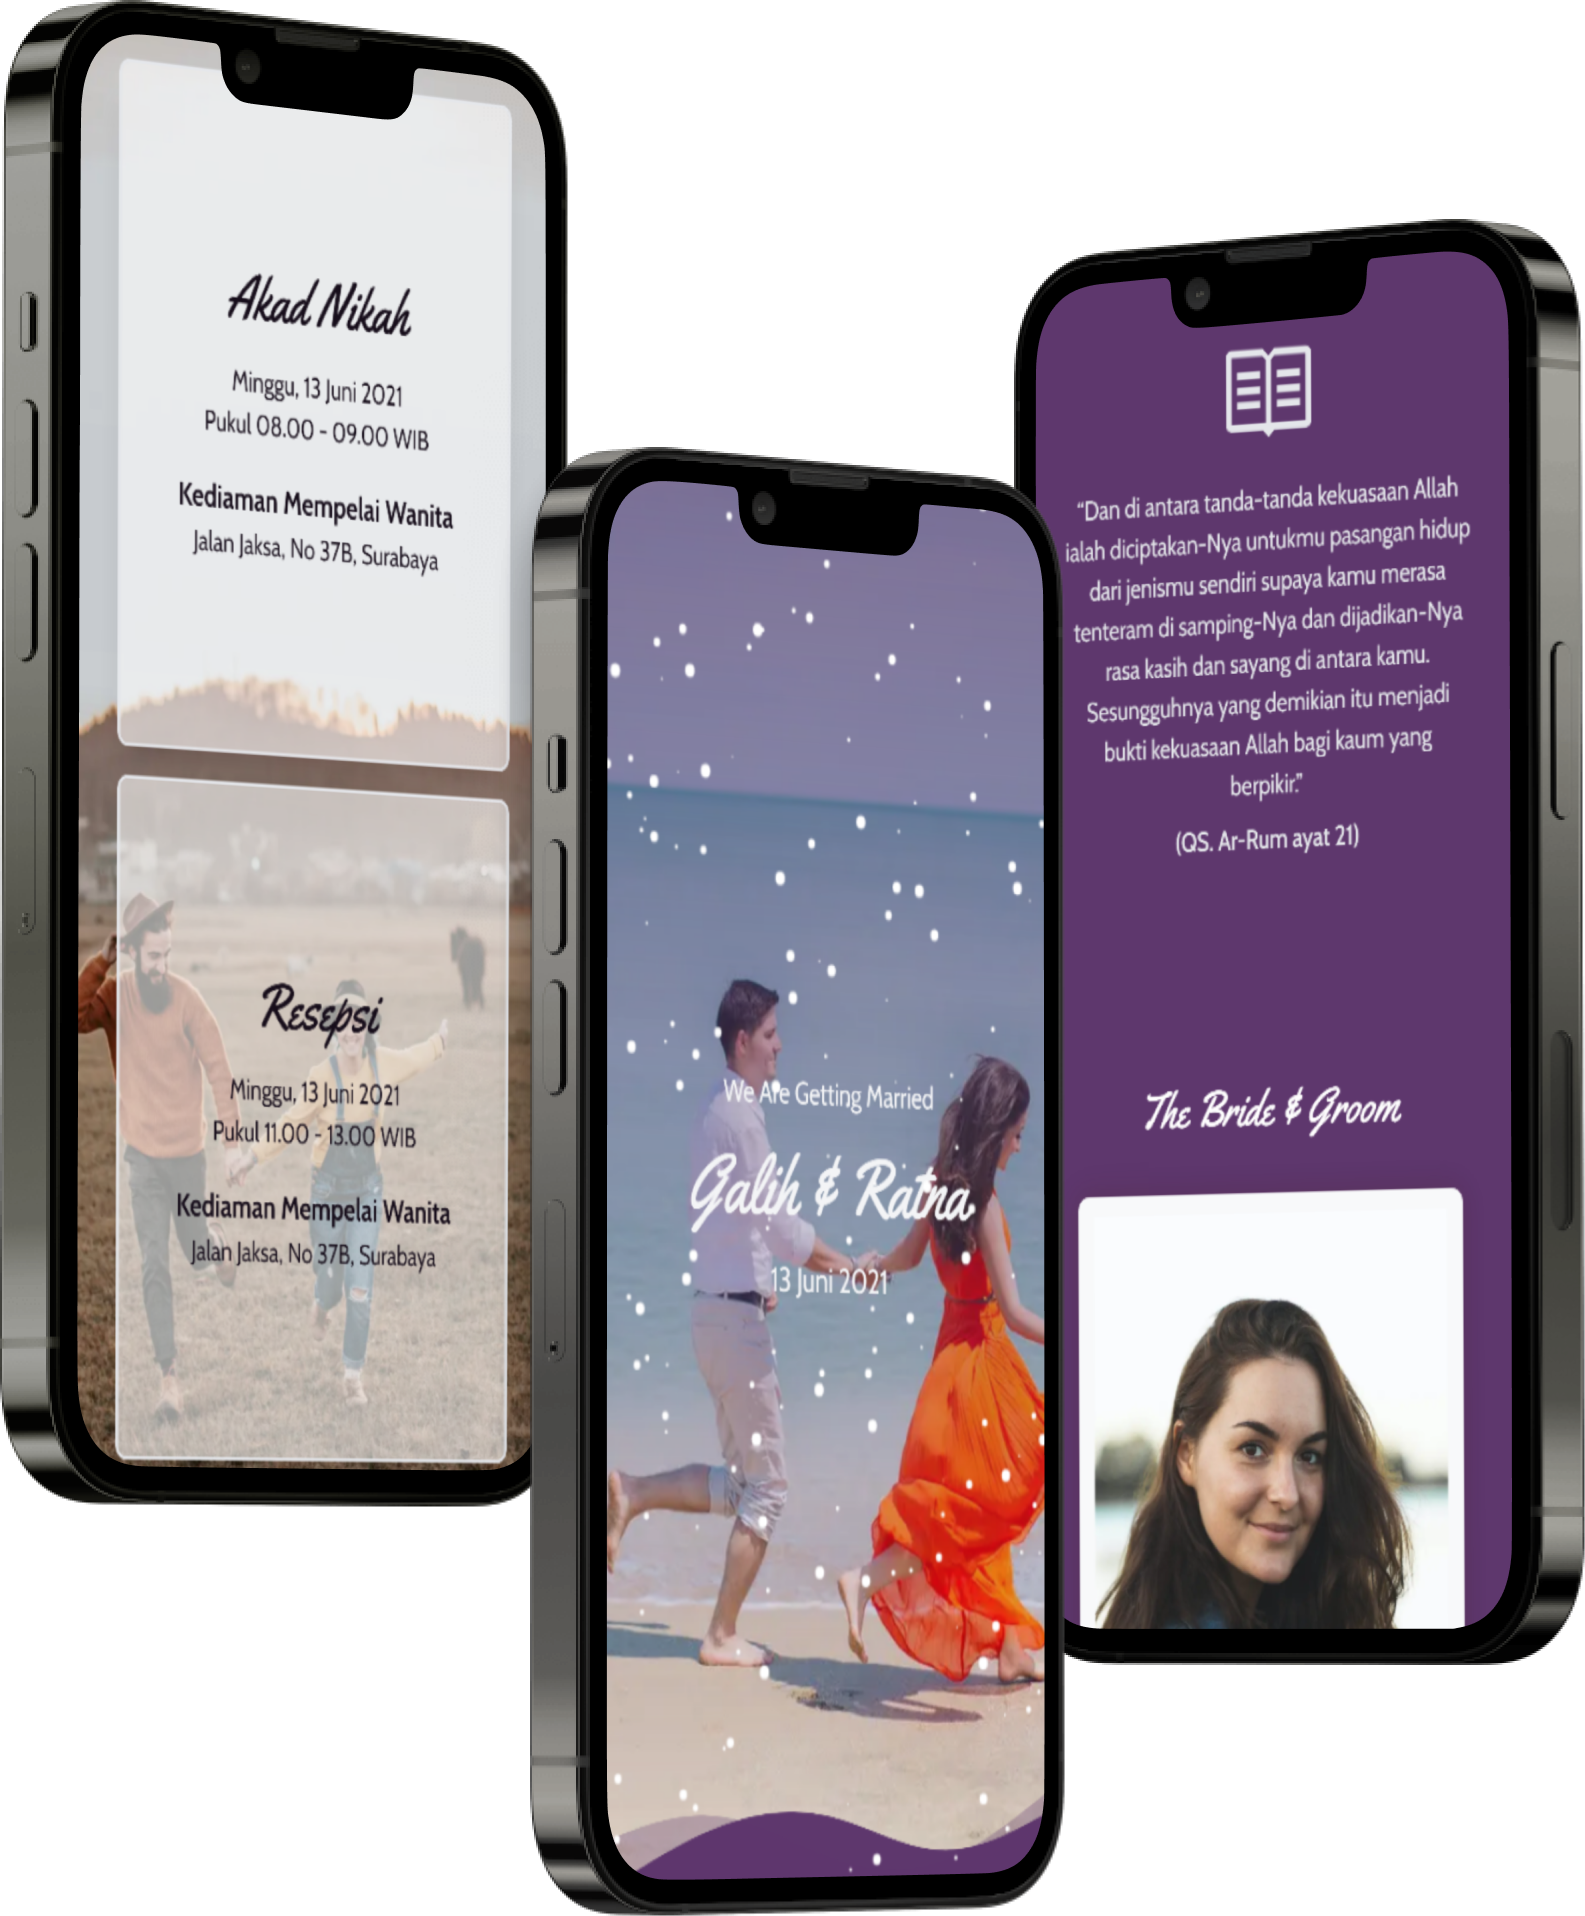 Akad Nikah
Minggu, 13 Juni 2021
Pukul 08.00 - 09.00 WIB
Kediaman Mempelai Wanita
Jalan Jaksa, No 37B, Surabaya
Resepsi
Minggu, 13 Juni 2021
Pukul 11.00 - 13.00 WIB
Kediaman Mempelai Wanita
Jalan Jaksa, No 37B, Surabaya
We Are Getting Married
Galih & Ratna
13 Juni 2021
“Dan di antara tanda-tanda kekuasaan Allah
ialah diciptakan-Nya untukmu pasangan hidup
dari jenismu sendiri supaya kamu merasa
tenteram di samping-Nya dan dijadikan-Nya
rasa kasih dan sayang di antara kamu.
Sesungguhnya yang demikian itu menjadi
bukti kekuasaan Allah bagi kaum yang
berpikir.”
(QS. Ar-Rum ayat 21)
The Bride & Groom